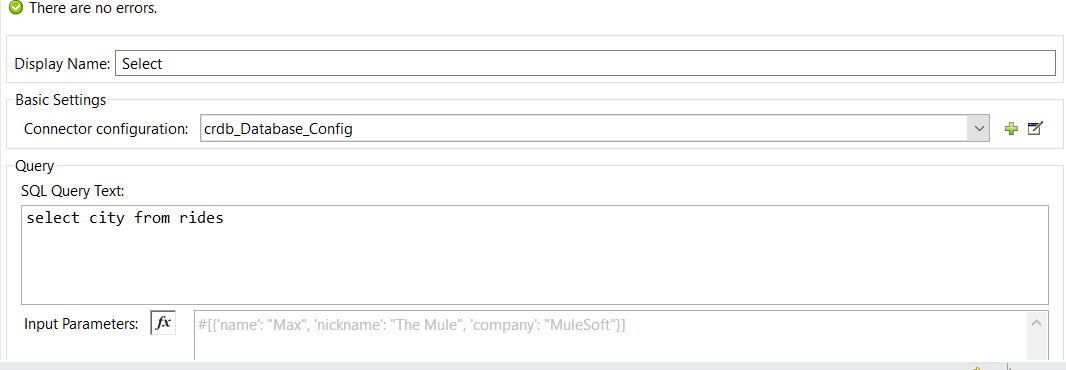 There are no errors.
Display Name: Select
Basic Settings
Connector configuration: crdb_Database_Config
Query
SQL Query Text:
select city from rides
Input Parameters: fx #[{'name': "Max", 'nickname': "The Mule", 'company': "MuleSoft"}]